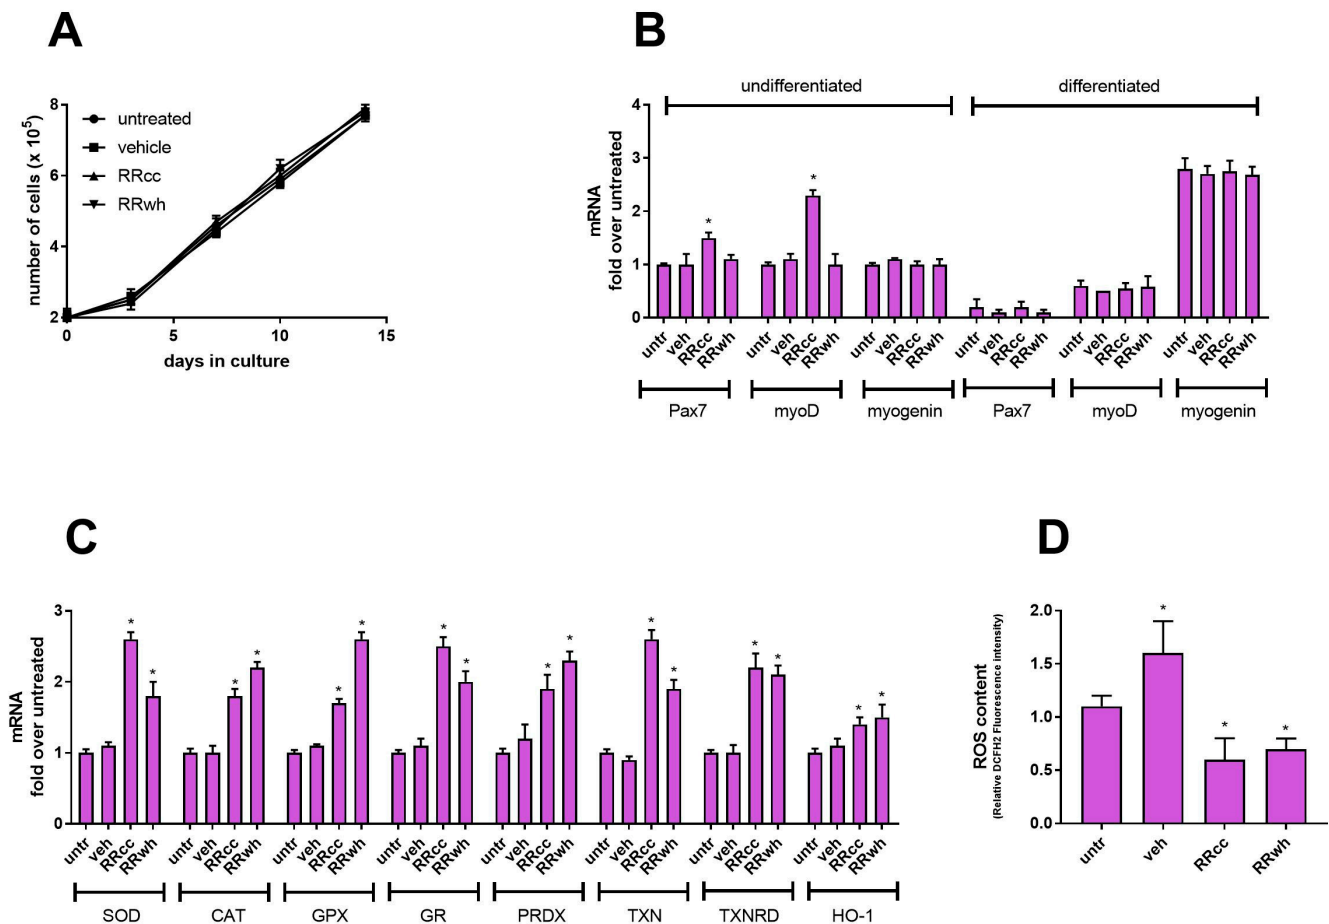 A
number of cells (x 10⁵)
8
6
4
2
0
5
10
15
days in culture
untreated
vehicle
RRcc
RRwh
B
undifferentiated
differentiated
mRNA
fold over untreated
4
3
2
1
0
*
*
untr veh RRcc RRwh untr veh RRcc RRwh untr veh RRcc RRwh untr veh RRcc RRwh untr veh RRcc RRwh untr veh RRcc RRwh
Pax7 myoD myogenin Pax7 myoD myogenin
C
mRNA
fold over untreated
3
2
1
0
* * * * * * * * * * * * * * * *
untr veh RRcc RRwh untr veh RRcc RRwh untr veh RRcc RRwh untr veh RRcc RRwh untr veh RRcc RRwh untr veh RRcc RRwh untr veh RRcc RRwh untr veh RRcc RRwh
SOD CAT GPX GR PRDX TXN TXNRD HO-1
D
ROS content
(Relative DCFH2 Fluorescence intensity)
2.0
1.5
1.0
0.5
0.0
* * *
untr veh RRcc RRwh